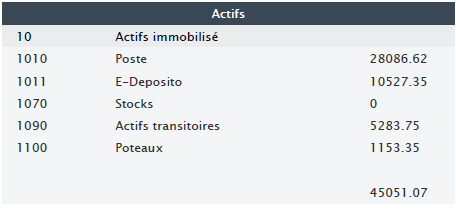 Actifs
10 Actifs immobilisé
1010 Poste 28086.62
1011 E-Deposito 10527.35
1070 Stocks 0
1090 Actifs transitoires 5283.75
1100 Poteaux 1153.35
45051.07